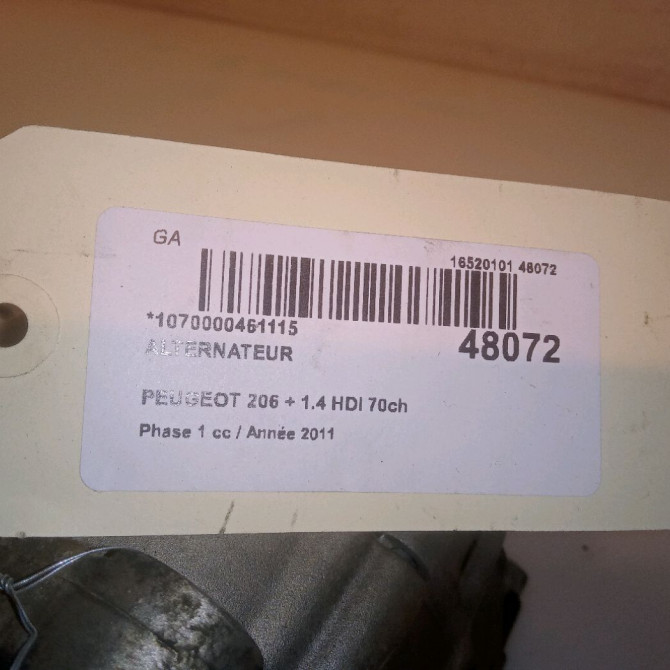 GA
16520101 48072
*1070000461115
48072
ALTERNATEUR
PEUGEOT 206 + 1.4 HDI 70ch
Phase 1 cc / Année 2011